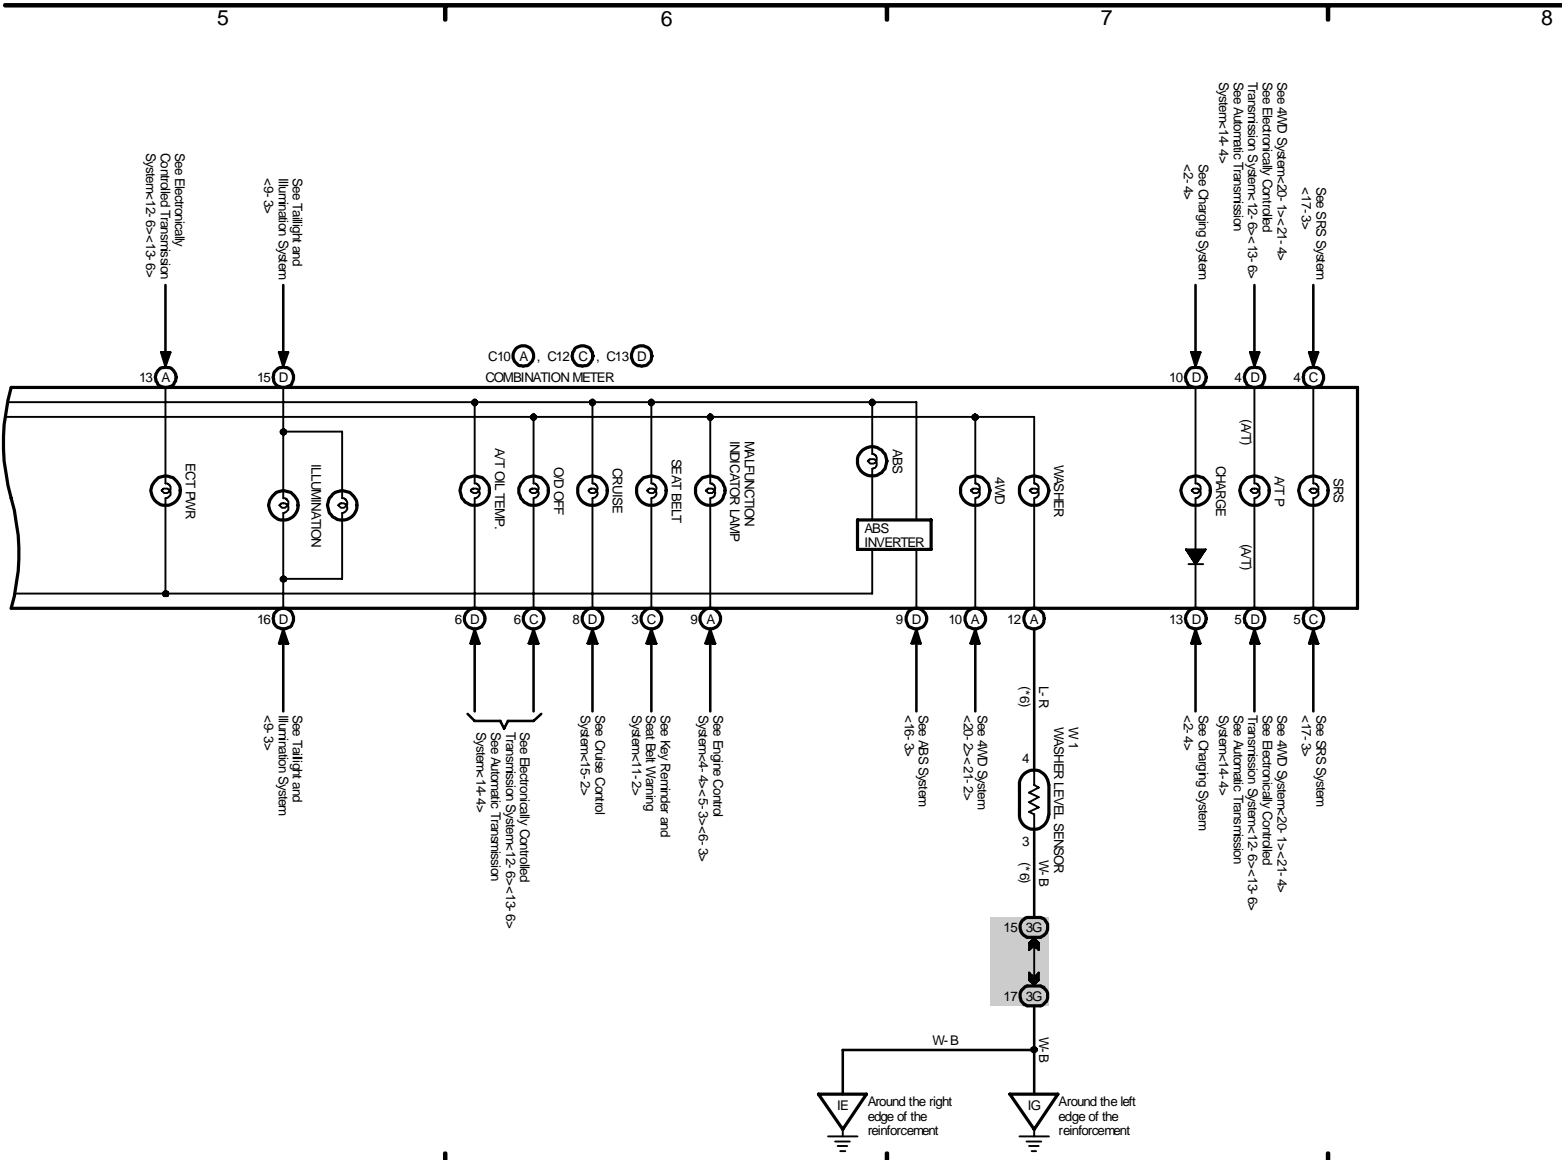 5
6
7
8
See Electronically
Controlled Transmission
System<12-6><13-6>
See Taillight and
Illumination System
<9-3>
See Charging System
<2-4>
See 4WD System<20-1><21-4>
See Electronically Controlled
Transmission System<12-6><13-6>
See Automatic Transmission
System<14-4>
See SRS System
<17-3>
C10 A , C12 C , C13 D
COMBINATION METER
13 A
15 D
10 D
4 D
4 C
ECT PWR
ILLUMINATION
A/T OIL TEMP.
O/D OFF
CRUISE
SEAT BELT
MALFUNCTION
INDICATOR LAMP
ABS
ABS
INVERTER
4WD
WASHER
CHARGE
(A/T)
A/T P
(A/T)
SRS
16 D
6 D
6 C
8 D
3 C
9 A
9 D
10 A
12 A
13 D
5 D
5 C
See Taillight and
Illumination System
<9-3>
See Electronically Controlled
Transmission System<12-6><13-6>
See Automatic Transmission
System<14-4>
See Cruise Control
System<15-2>
See Key Reminder and
Seat Belt Warning
System<11-2>
See Engine Control
System<4-4><5-3><6-3>
See ABS System
<16-3>
See 4WD System
<20-2><21-2>
L-R
(*6)
W 1
WASHER LEVEL SENSOR
4
3
W-B
(*6)
See Charging System
<2-4>
See 4WD System<20-1><21-4>
See Electronically Controlled
Transmission System<12-6><13-6>
See Automatic Transmission
System<14-4>
See SRS System
<17-3>
15 3G
17 3G
W-B
W-B
IE
Around the right
edge of the
reinforcement
IG
Around the left
edge of the
reinforcement